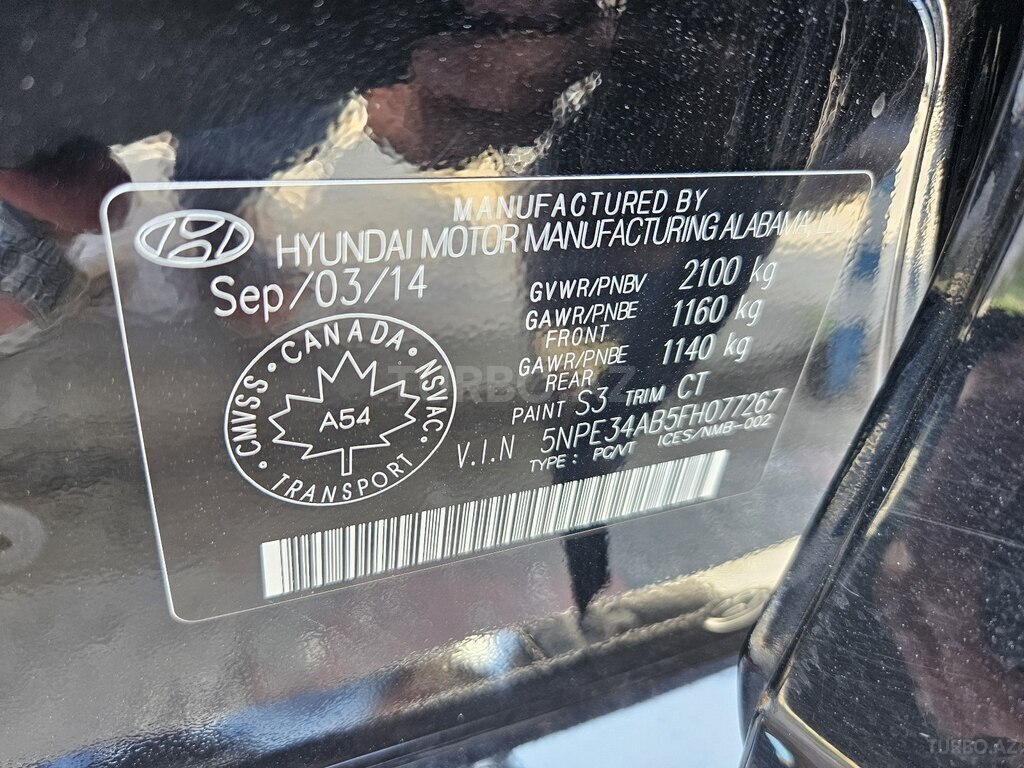 MANUFACTURED BY
HYUNDAI MOTOR MANUFACTURING ALABAMA, LLC
Sep/03/14
GVWR/PNBV 2100 kg
GAWR/PNBE FRONT 1160 kg
GAWR/PNBE REAR 1140 kg
PAINT S3 TRIM CT
V.I.N 5NPE34AB5FH077267
TYPE: PC/VT ICES/NMB-002
CMVSS • CANADA • NSVAC •
A54
TRANSPORT
TURBO.AZ
TURBO.AZ